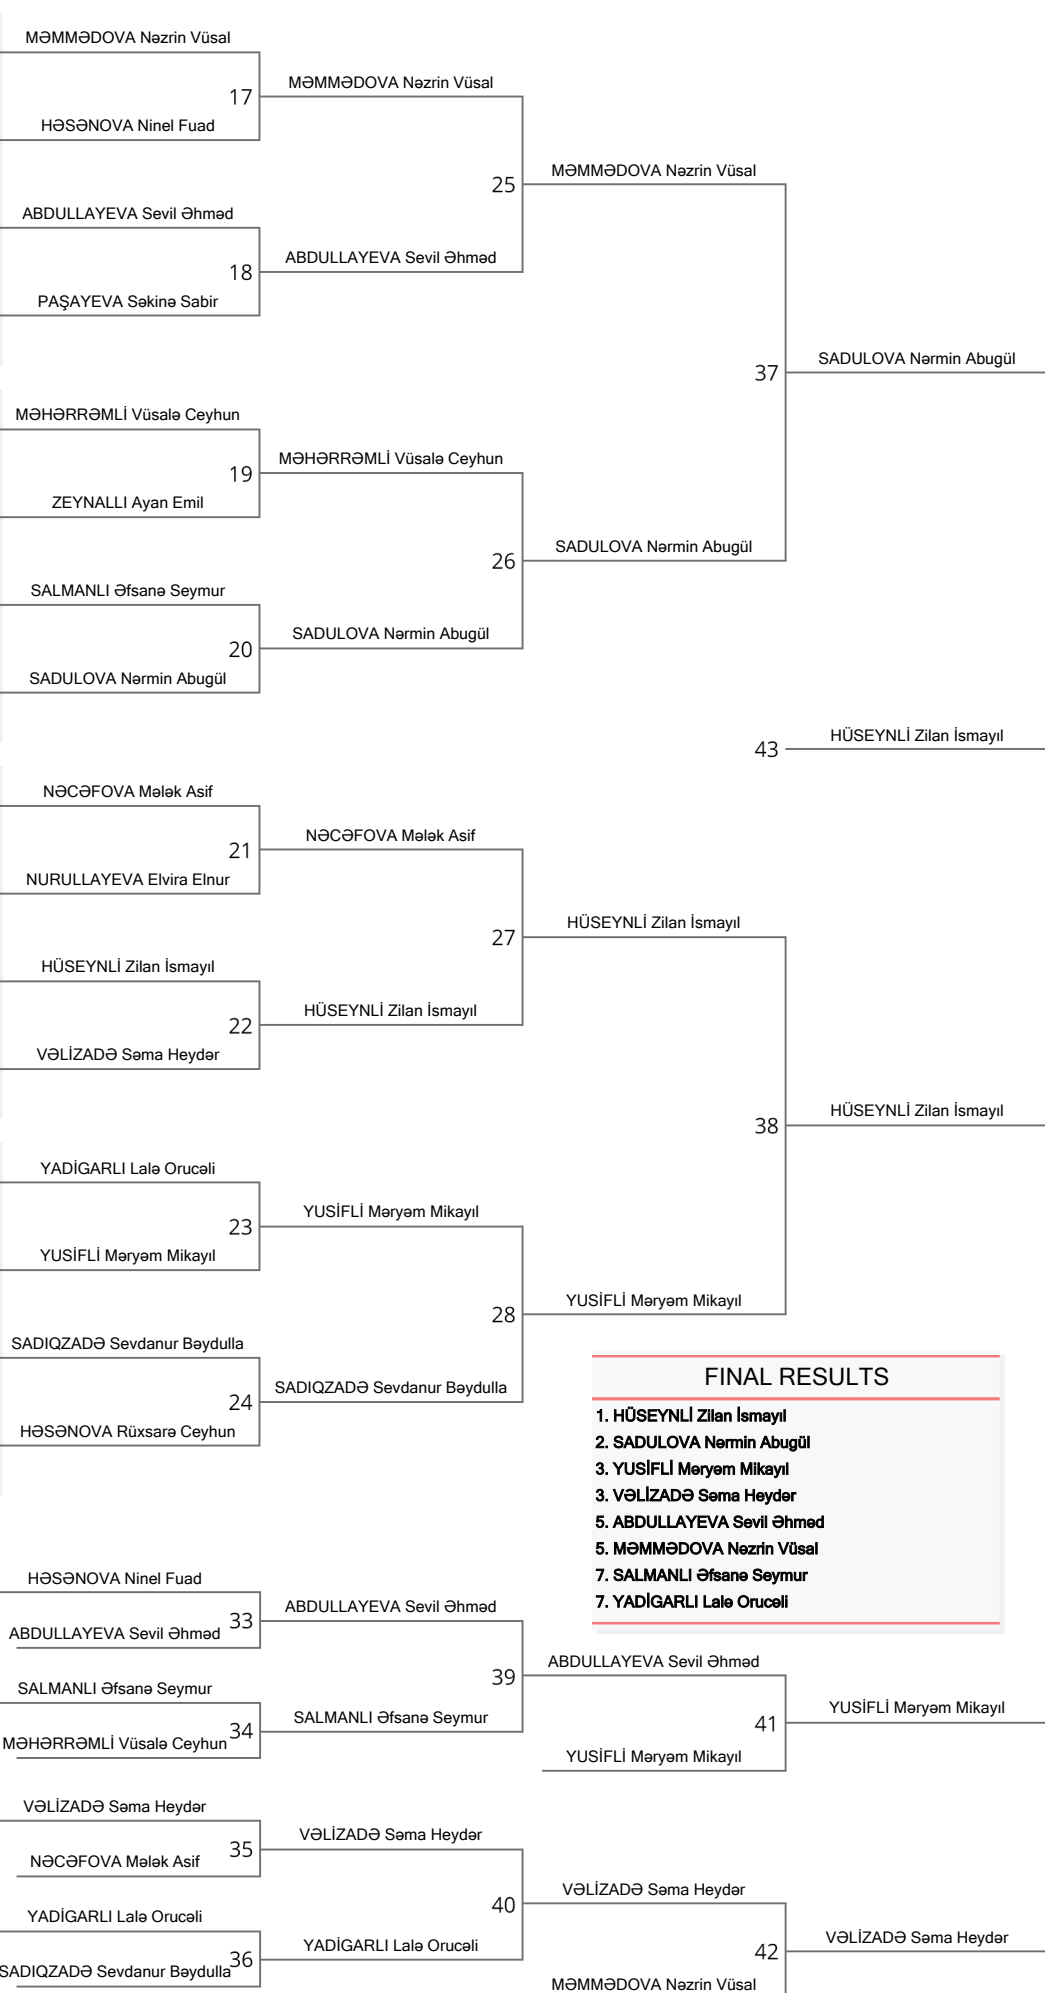 MƏMMƏDOVA Nəzrin Vüsal
MƏMMƏDOVA Nəzrin Vüsal
17
HƏSƏNOVA Ninel Fuad
MƏMMƏDOVA Nəzrin Vüsal
25
ABDULLAYEVA Sevil Əhməd
ABDULLAYEVA Sevil Əhməd
18
PAŞAYEVA Səkinə Sabir
SADULOVA Nərmin Abugül
37
MƏHƏRRƏMLİ Vüsalə Ceyhun
MƏHƏRRƏMLİ Vüsalə Ceyhun
19
ZEYNALLI Ayan Emil
SADULOVA Nərmin Abugül
26
SALMANLI Əfsanə Seymur
SADULOVA Nərmin Abugül
20
SADULOVA Nərmin Abugül
HÜSEYNLİ Zilan İsmayıl
43
NƏCƏFOVA Mələk Asif
NƏCƏFOVA Mələk Asif
21
NURULLAYEVA Elvira Elnur
HÜSEYNLİ Zilan İsmayıl
27
HÜSEYNLİ Zilan İsmayıl
HÜSEYNLİ Zilan İsmayıl
22
VƏLİZADƏ Səma Heydər
HÜSEYNLİ Zilan İsmayıl
38
YADİGARLI Lalə Orucəli
YUSİFLİ Məryəm Mikayıl
23
YUSİFLİ Məryəm Mikayıl
YUSİFLİ Məryəm Mikayıl
28
SADIQZADƏ Sevdanur Bəydulla
SADIQZADƏ Sevdanur Bəydulla
24
HƏSƏNOVA Rüxsarə Ceyhun
FINAL RESULTS
1. HÜSEYNLİ Zilan İsmayıl
2. SADULOVA Nərmin Abugül
3. YUSİFLİ Məryəm Mikayıl
3. VƏLİZADƏ Səma Heydər
5. ABDULLAYEVA Sevil Əhməd
5. MƏMMƏDOVA Nəzrin Vüsal
7. SALMANLI Əfsanə Seymur
7. YADİGARLI Lalə Orucəli
HƏSƏNOVA Ninel Fuad
ABDULLAYEVA Sevil Əhməd
33
ABDULLAYEVA Sevil Əhməd
ABDULLAYEVA Sevil Əhməd
39
SALMANLI Əfsanə Seymur
SALMANLI Əfsanə Seymur
34
MƏHƏRRƏMLİ Vüsalə Ceyhun
YUSİFLİ Məryəm Mikayıl
41
YUSİFLİ Məryəm Mikayıl
VƏLİZADƏ Səma Heydər
VƏLİZADƏ Səma Heydər
35
NƏCƏFOVA Mələk Asif
VƏLİZADƏ Səma Heydər
40
YADİGARLI Lalə Orucəli
YADİGARLI Lalə Orucəli
36
SADIQZADƏ Sevdanur Bəydulla
VƏLİZADƏ Səma Heydər
42
MƏMMƏDOVA Nəzrin Vüsal